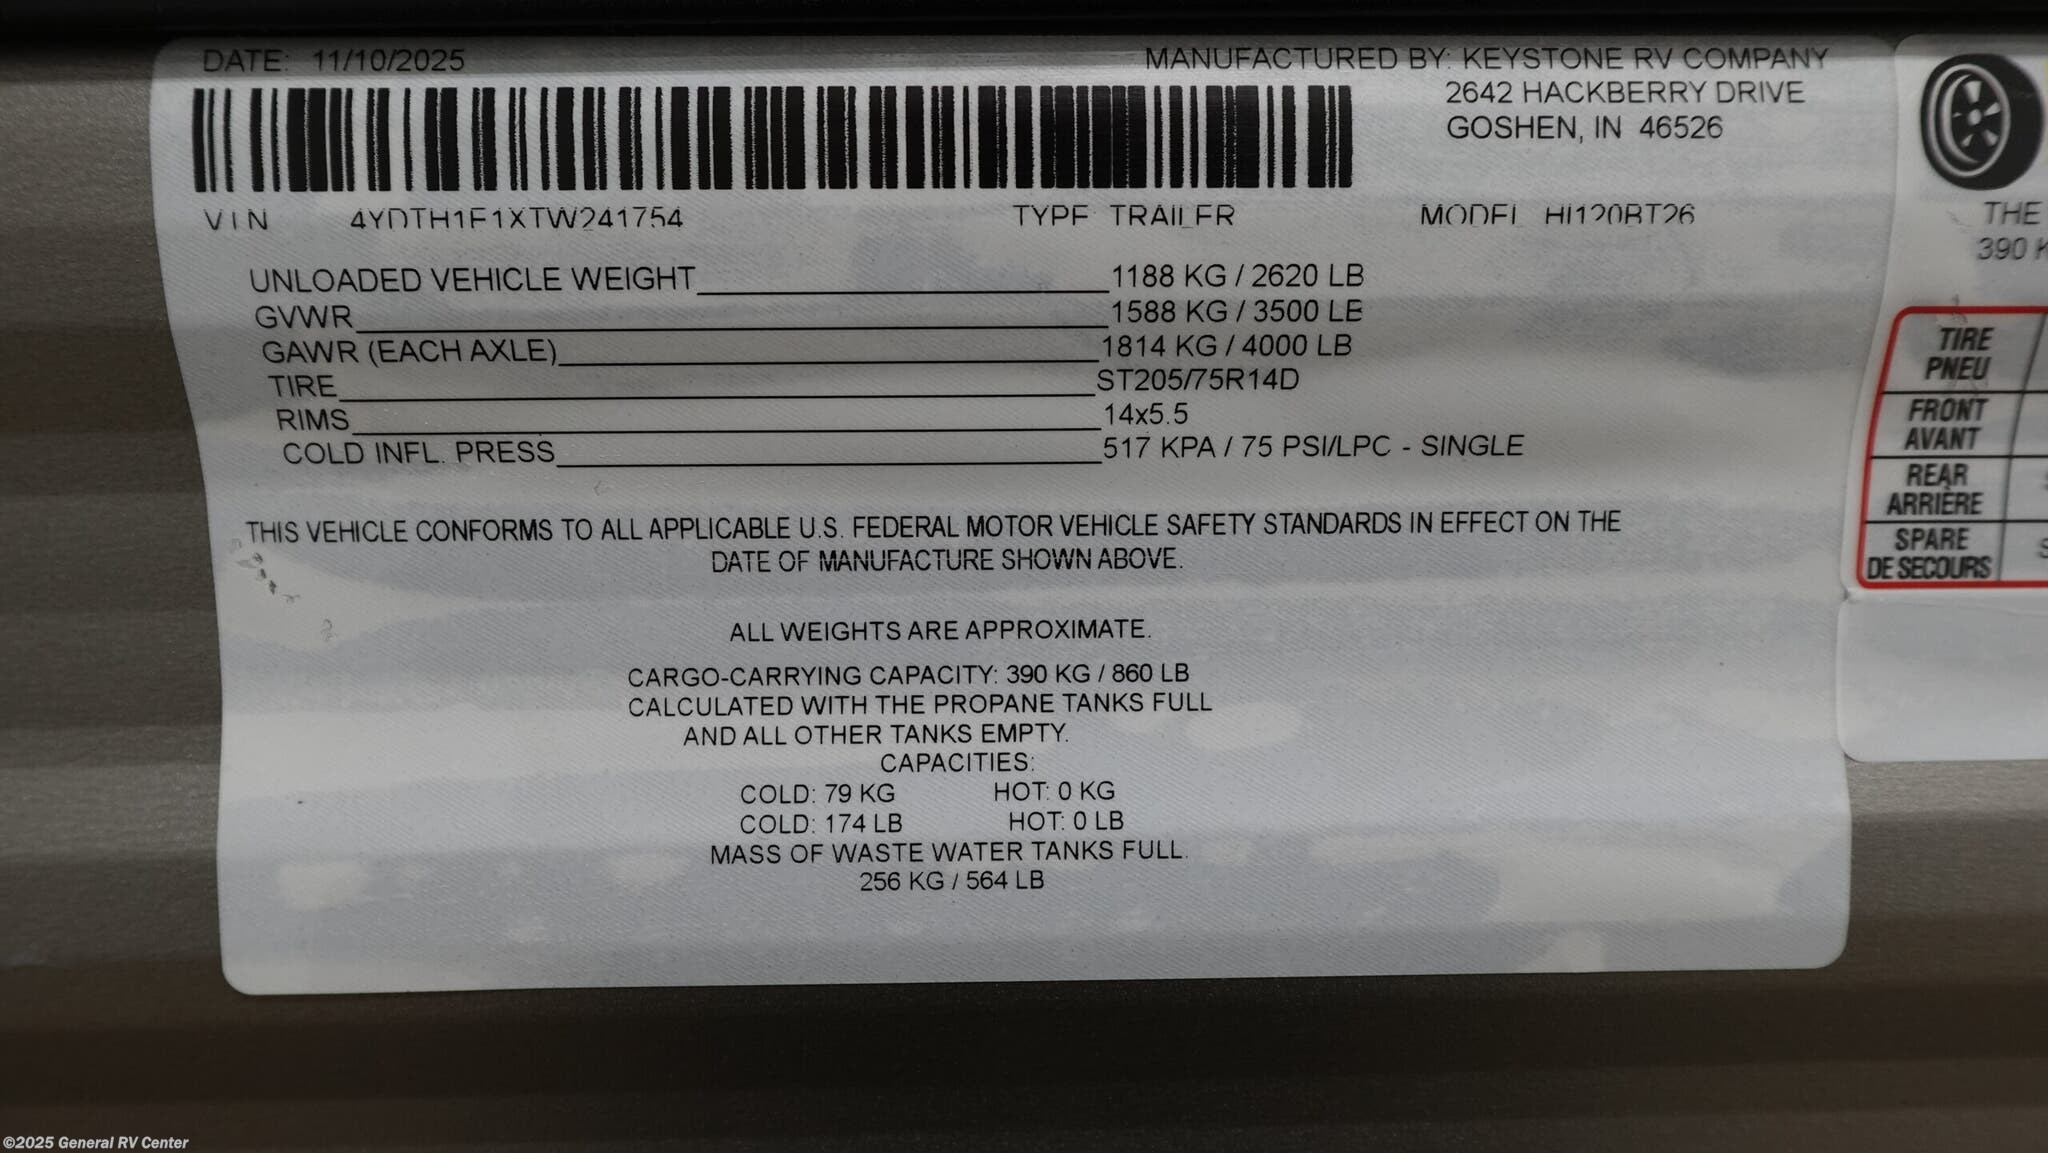 DATE: 11/10/2025
MANUFACTURED BY: KEYSTONE RV COMPANY
2642 HACKBERRY DRIVE
GOSHEN, IN 46526
VIN 4YDTH1F1XTW241754 TYPE TRAILER MODEL HI120BT26
UNLOADED VEHICLE WEIGHT 1188 KG / 2620 LB
GVWR 1588 KG / 3500 LB
GAWR (EACH AXLE) 1814 KG / 4000 LB
TIRE ST205/75R14D
RIMS 14x5.5
COLD INFL. PRESS 517 KPA / 75 PSI/LPC - SINGLE
THIS VEHICLE CONFORMS TO ALL APPLICABLE U.S. FEDERAL MOTOR VEHICLE SAFETY STANDARDS IN EFFECT ON THE
DATE OF MANUFACTURE SHOWN ABOVE.
ALL WEIGHTS ARE APPROXIMATE.
CARGO-CARRYING CAPACITY: 390 KG / 860 LB
CALCULATED WITH THE PROPANE TANKS FULL
AND ALL OTHER TANKS EMPTY.
CAPACITIES:
COLD: 79 KG HOT: 0 KG
COLD: 174 LB HOT: 0 LB
MASS OF WASTE WATER TANKS FULL.
256 KG / 564 LB
THE
390 K
TIRE
PNEU
FRONT
AVANT
REAR
ARRIÈRE
SPARE
DE SECOURS
©2025 General RV Center